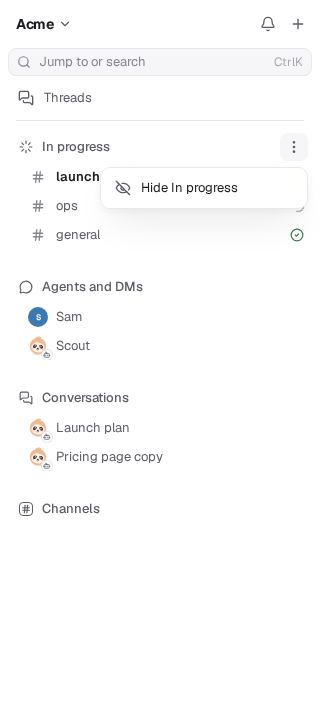 Acme
Jump to or search CtrlK
Threads
In progress
launch
Hide In progress
ops
general
Agents and DMs
S Sam
Scout
Conversations
Launch plan
Pricing page copy
Channels